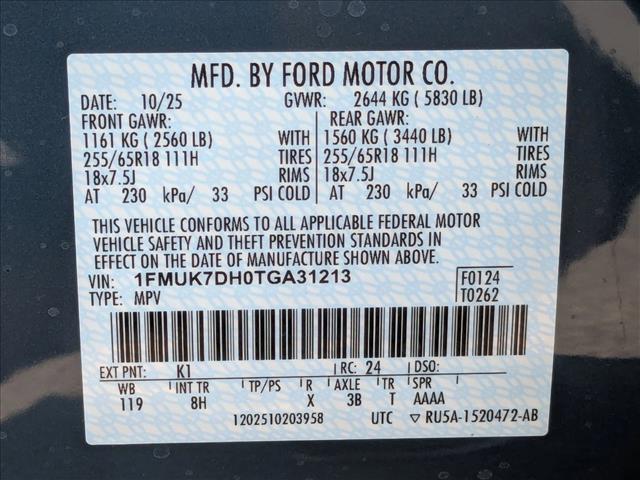 MFD. BY FORD MOTOR CO.
DATE: 10/25 GVWR: 2644 KG ( 5830 LB)
FRONT GAWR: REAR GAWR:
1161 KG ( 2560 LB) WITH 1560 KG ( 3440 LB) WITH
255/65R18 111H TIRES 255/65R18 111H TIRES
18x7.5J RIMS 18x7.5J RIMS
AT 230 kPa/ 33 PSI COLD AT 230 kPa/ 33 PSI COLD
THIS VEHICLE CONFORMS TO ALL APPLICABLE FEDERAL MOTOR
VEHICLE SAFETY AND THEFT PREVENTION STANDARDS IN
EFFECT ON THE DATE OF MANUFACTURE SHOWN ABOVE.
VIN: 1FMUK7DH0TGA31213 F0124
TYPE: MPV T0262
EXT PNT: K1 RC: 24 DSO:
WB INT TR TP/PS R AXLE TR SPR
119 8H X 3B T AAAA
1202510203958 UTC ▽ RU5A-1520472-AB